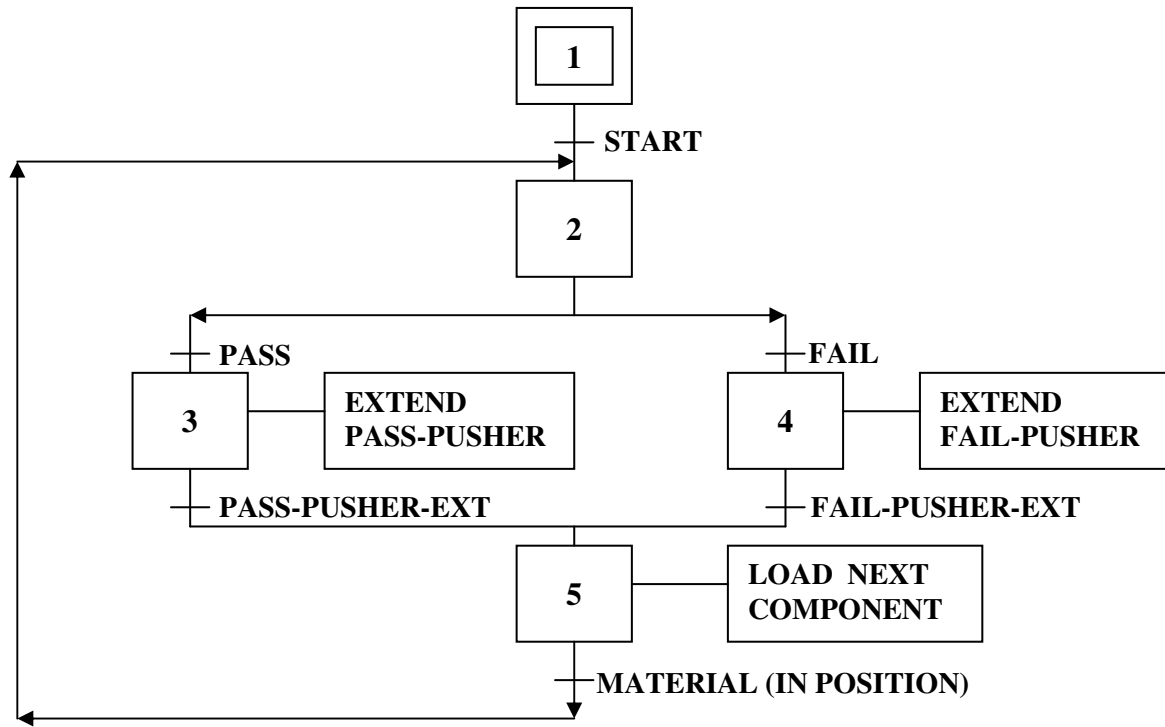 1
START
2
PASS
FAIL
3
EXTEND
PASS-PUSHER
4
EXTEND
FAIL-PUSHER
PASS-PUSHER-EXT
FAIL-PUSHER-EXT
5
LOAD NEXT
COMPONENT
MATERIAL (IN POSITION)